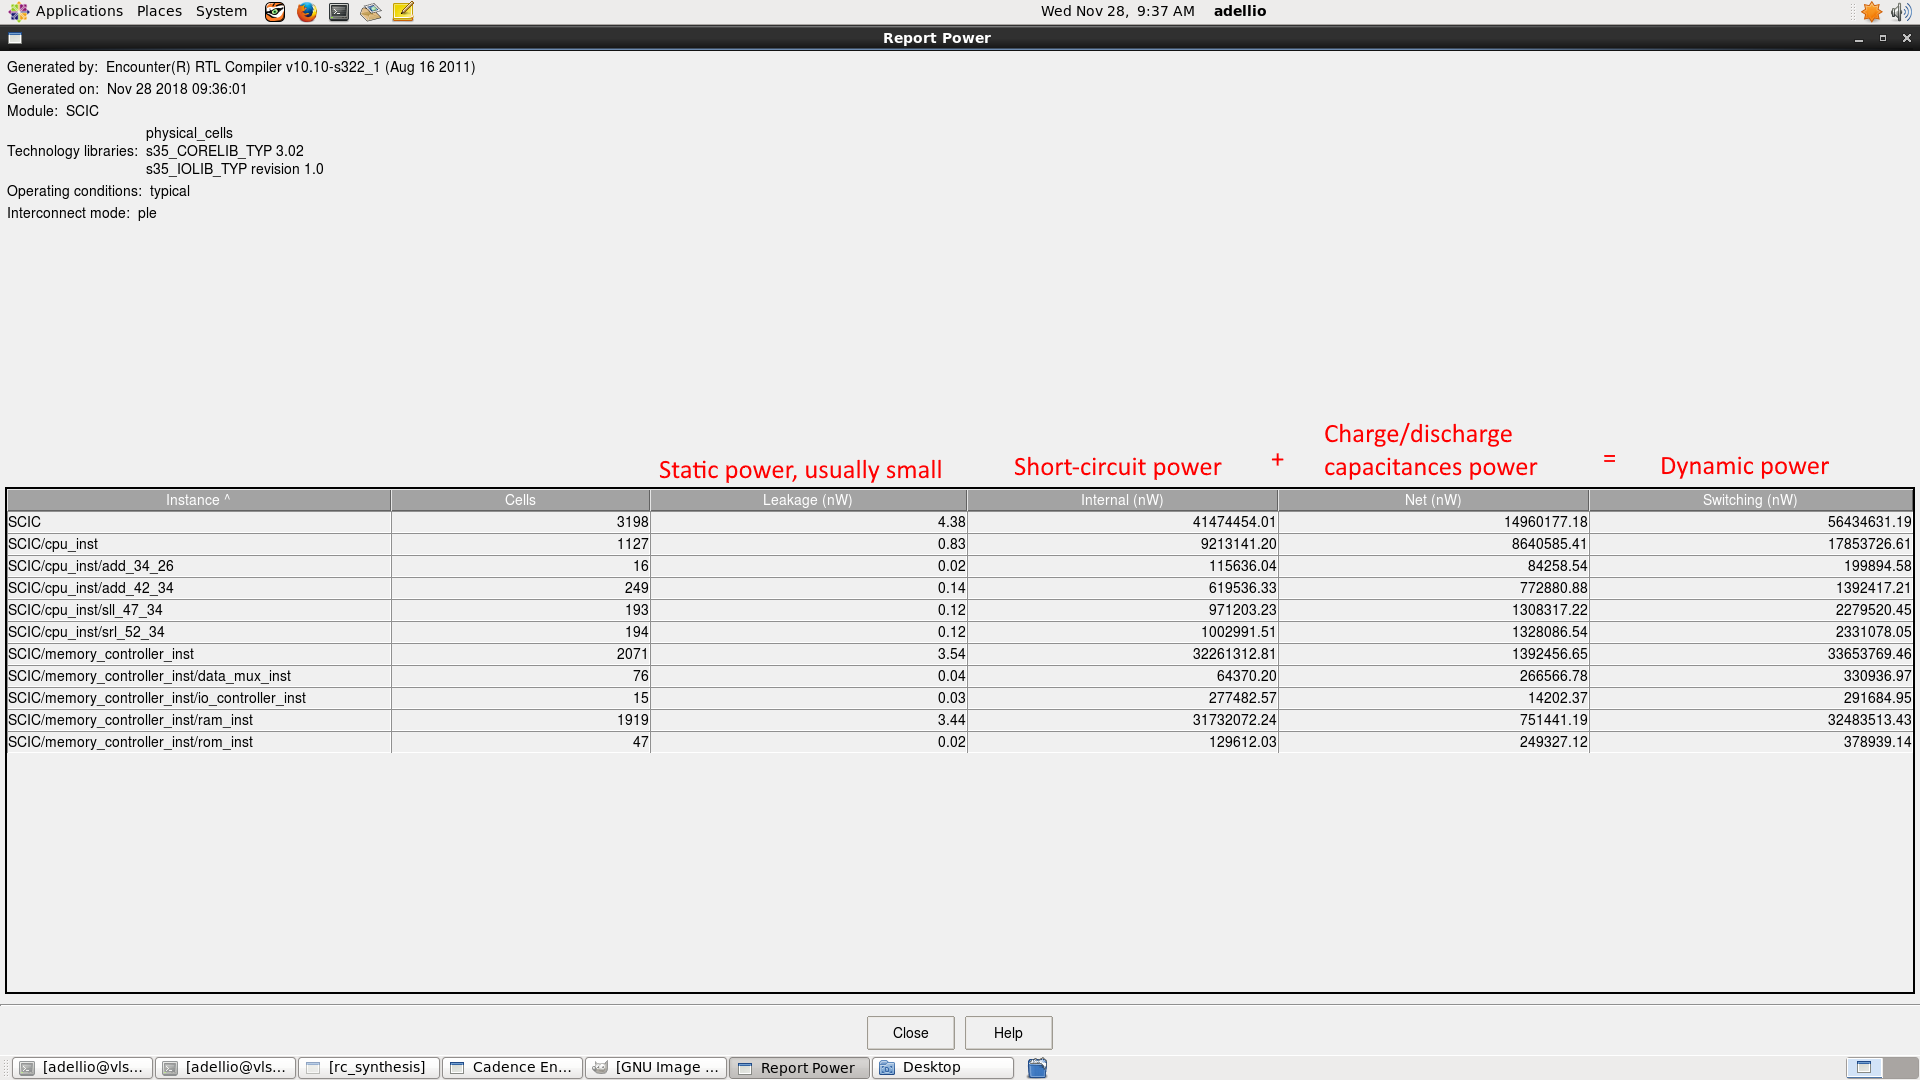 Applications Places System Wed Nov 28, 9:37 AM adellio
Report Power
Generated by: Encounter(R) RTL Compiler v10.10-s322_1 (Aug 16 2011)
Generated on: Nov 28 2018 09:36:01
Module: SCIC
physical_cells
Technology libraries: s35_CORELIB_TYP 3.02
s35_IOLIB_TYP revision 1.0
Operating conditions: typical
Interconnect mode: ple
Static power, usually small
Short-circuit power
+
Charge/discharge
capacitances power
=
Dynamic power
Instance ^ Cells Leakage (nW) Internal (nW) Net (nW) Switching (nW)
SCIC 3198 4.38 41474454.01 14960177.18 56434631.19
SCIC/cpu_inst 1127 0.83 9213141.20 8640585.41 17853726.61
SCIC/cpu_inst/add_34_26 16 0.02 115636.04 84258.54 199894.58
SCIC/cpu_inst/add_42_34 249 0.14 619536.33 772880.88 1392417.21
SCIC/cpu_inst/sll_47_34 193 0.12 971203.23 1308317.22 2279520.45
SCIC/cpu_inst/srl_52_34 194 0.12 1002991.51 1328086.54 2331078.05
SCIC/memory_controller_inst 2071 3.54 32261312.81 1392456.65 33653769.46
SCIC/memory_controller_inst/data_mux_inst 76 0.04 64370.20 266566.78 330936.97
SCIC/memory_controller_inst/io_controller_inst 15 0.03 277482.57 14202.37 291684.95
SCIC/memory_controller_inst/ram_inst 1919 3.44 31732072.24 751441.19 32483513.43
SCIC/memory_controller_inst/rom_inst 47 0.02 129612.03 249327.12 378939.14
Close Help
[adellio@vls... [adellio@vls... [rc_synthesis] Cadence En... [GNU Image ... Report Power Desktop